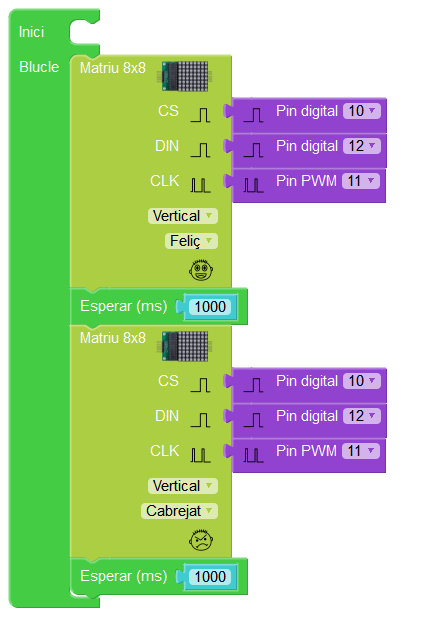 Inici
Blucle
Matriu 8x8
CS Pin digital 10
DIN Pin digital 12
CLK Pin PWM 11
Vertical
Feliç
Esperar (ms) 1000
Matriu 8x8
CS Pin digital 10
DIN Pin digital 12
CLK Pin PWM 11
Vertical
Cabrejat
Esperar (ms) 1000